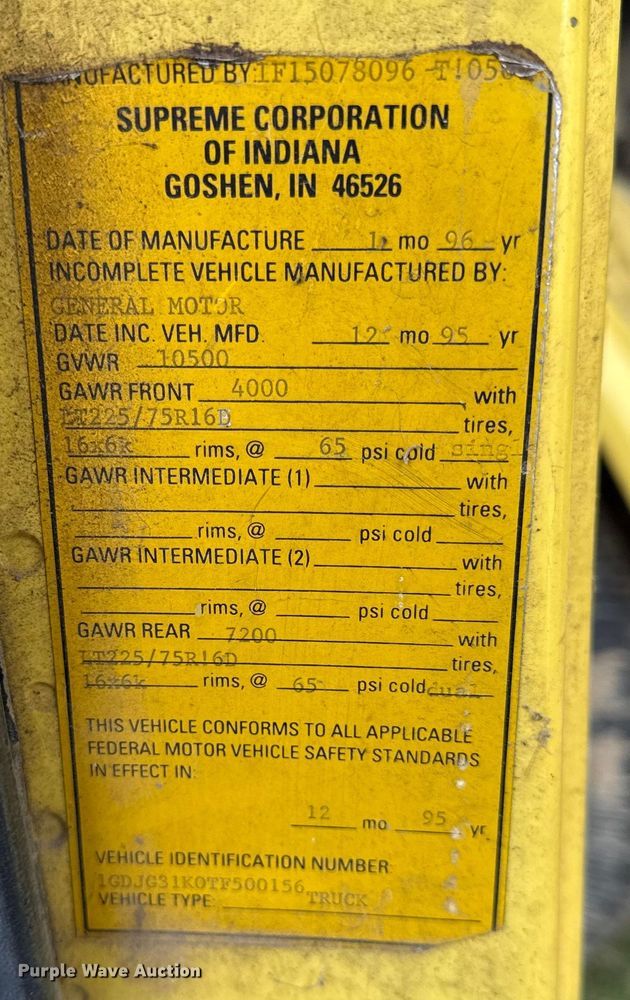 MANUFACTURED BY:1F15078096
SUPREME CORPORATION
OF INDIANA
GOSHEN, IN 46526
DATE OF MANUFACTURE 1 mo 96 yr
INCOMPLETE VEHICLE MANUFACTURED BY:
GENERAL MOTOR
DATE INC. VEH. MFD. 12 mo 95 yr
GVWR 10500
GAWR FRONT 4000 with
LT225/75R16D tires,
16x6k rims, @ 65 psi cold singl
GAWR INTERMEDIATE (1) with
tires,
rims, @ psi cold
GAWR INTERMEDIATE (2) with
tires,
rims, @ psi cold
GAWR REAR 7200 with
LT225/75R16D tires,
16x6k rims, @ 65 psi cold dual
THIS VEHICLE CONFORMS TO ALL APPLICABLE
FEDERAL MOTOR VEHICLE SAFETY STANDARDS
IN EFFECT IN:
12 mo 95 yr
VEHICLE IDENTIFICATION NUMBER
1GDJG31K0TF500156
VEHICLE TYPE TRUCK
Purple Wave Auction